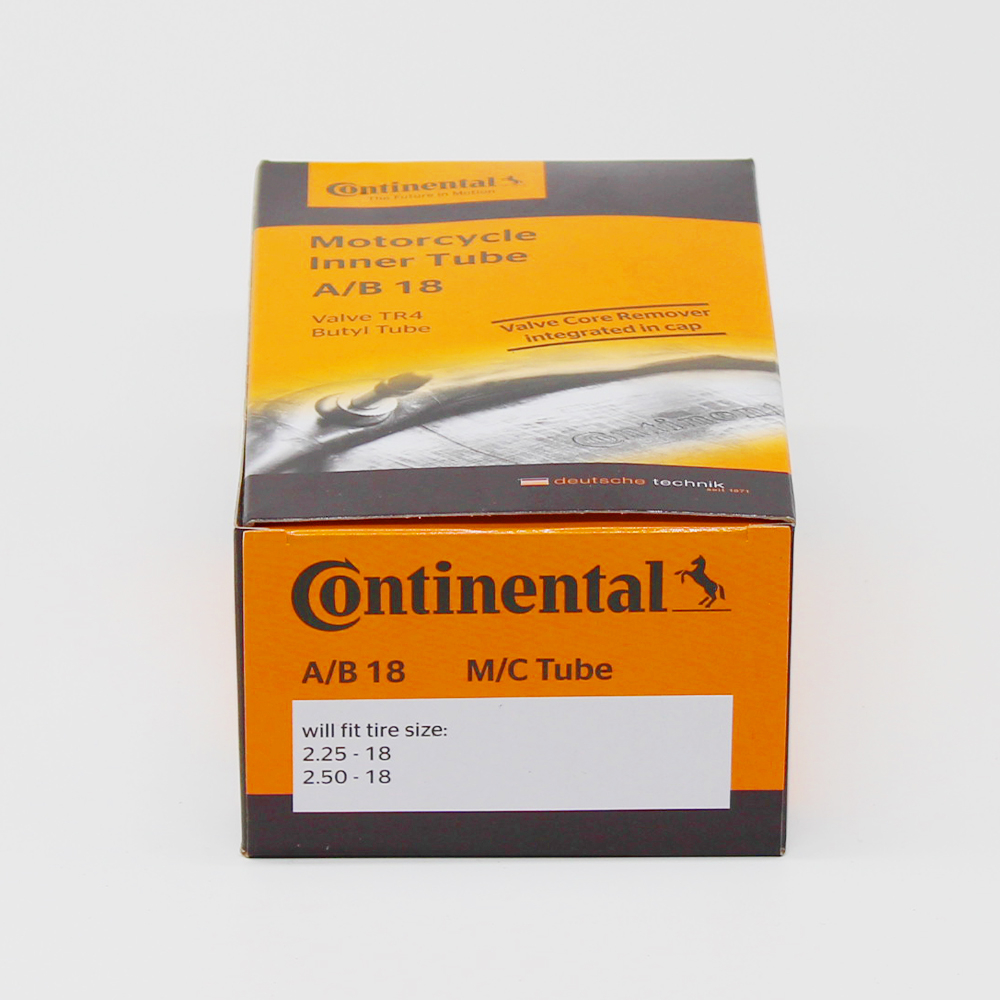 Continental
The Future in Motion
Motorcycle
Inner Tube
A/B 18
Valve TR4
Butyl Tube
Valve Core Remover
integrated in cap
Continental
deutsche technik
seit 1871
Continental
A/B 18 M/C Tube
will fit tire size:
2.25 - 18
2.50 - 18